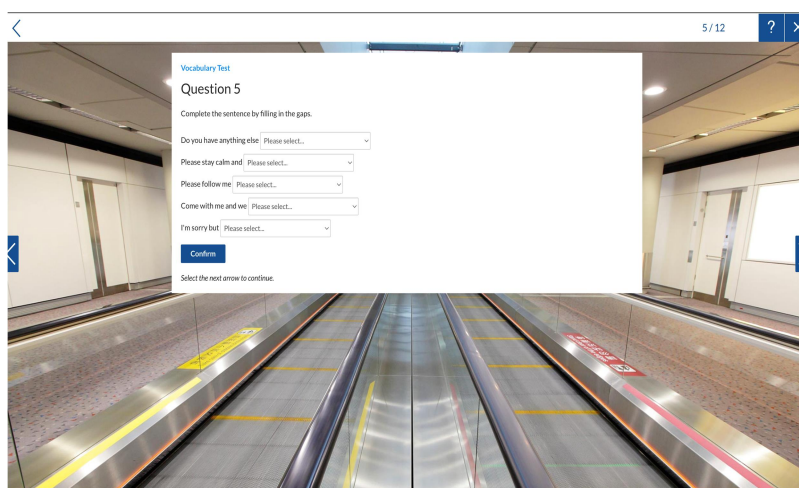 5 / 12
?
Vocabulary Test
Question 5
Complete the sentence by filling in the gaps.
Do you have anything else Please select...
Please stay calm and Please select...
Please follow me Please select...
Come with me and we Please select...
I'm sorry but Please select...
Confirm
Select the next arrow to continue.